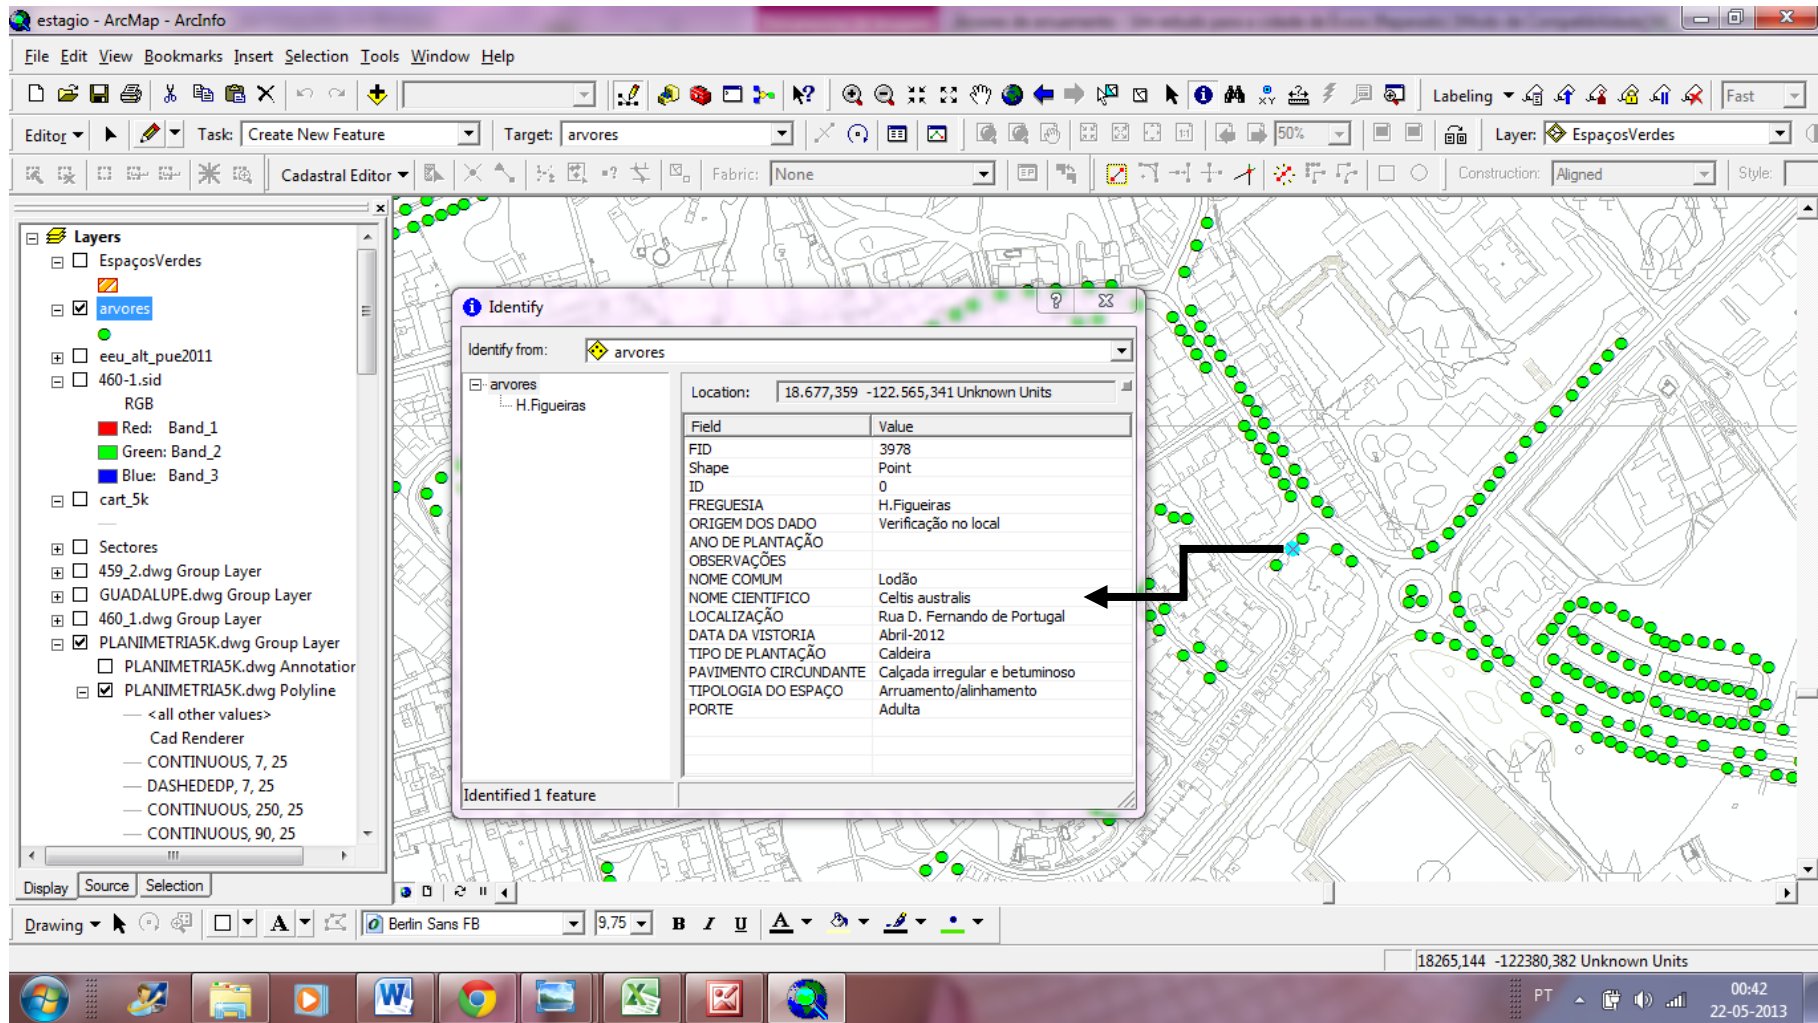 estagio - ArcMap - ArcInfo
File Edit View Bookmarks Insert Selection Tools Window Help
Labeling
Fast
Editor Task: Create New Feature Target: arvores 50% Layer: EspaçosVerdes
Cadastral Editor Fabric: None Construction: Aligned Style:
Layers
EspaçosVerdes
arvores
eeu_alt_pue2011
460-1.sid
RGB
Red: Band_1
Green: Band_2
Blue: Band_3
cart_5k
Sectores
459_2.dwg Group Layer
GUADALUPE.dwg Group Layer
460_1.dwg Group Layer
PLANIMETRIA5K.dwg Group Layer
PLANIMETRIA5K.dwg Annotation
PLANIMETRIA5K.dwg Polyline
<all other values>
Cad Renderer
CONTINUOUS, 7, 25
DASHEDEDP, 7, 25
CONTINUOUS, 250, 25
CONTINUOUS, 90, 25
Display Source Selection
Identify
Identify from: arvores
arvores
H.Figueiras
Location: 18.677,359 -122.565,341 Unknown Units
Field Value
FID 3978
Shape Point
ID 0
FREGUESIA H.Figueiras
ORIGEM DOS DADO Verificação no local
ANO DE PLANTAÇÃO
OBSERVAÇÕES
NOME COMUM Lodão
NOME CIENTIFICO Celtis australis
LOCALIZAÇÃO Rua D. Fernando de Portugal
DATA DA VISTORIA Abril-2012
TIPO DE PLANTAÇÃO Caldeira
PAVIMENTO CIRCUNDANTE Calçada irregular e betuminoso
TIPOLOGIA DO ESPAÇO Arruamento/alinhamento
PORTE Adulta
Identified 1 feature
Drawing A Berlin Sans FB 9,75 B I U A
18265,144 -122380,382 Unknown Units
PT 00:42
22-05-2013